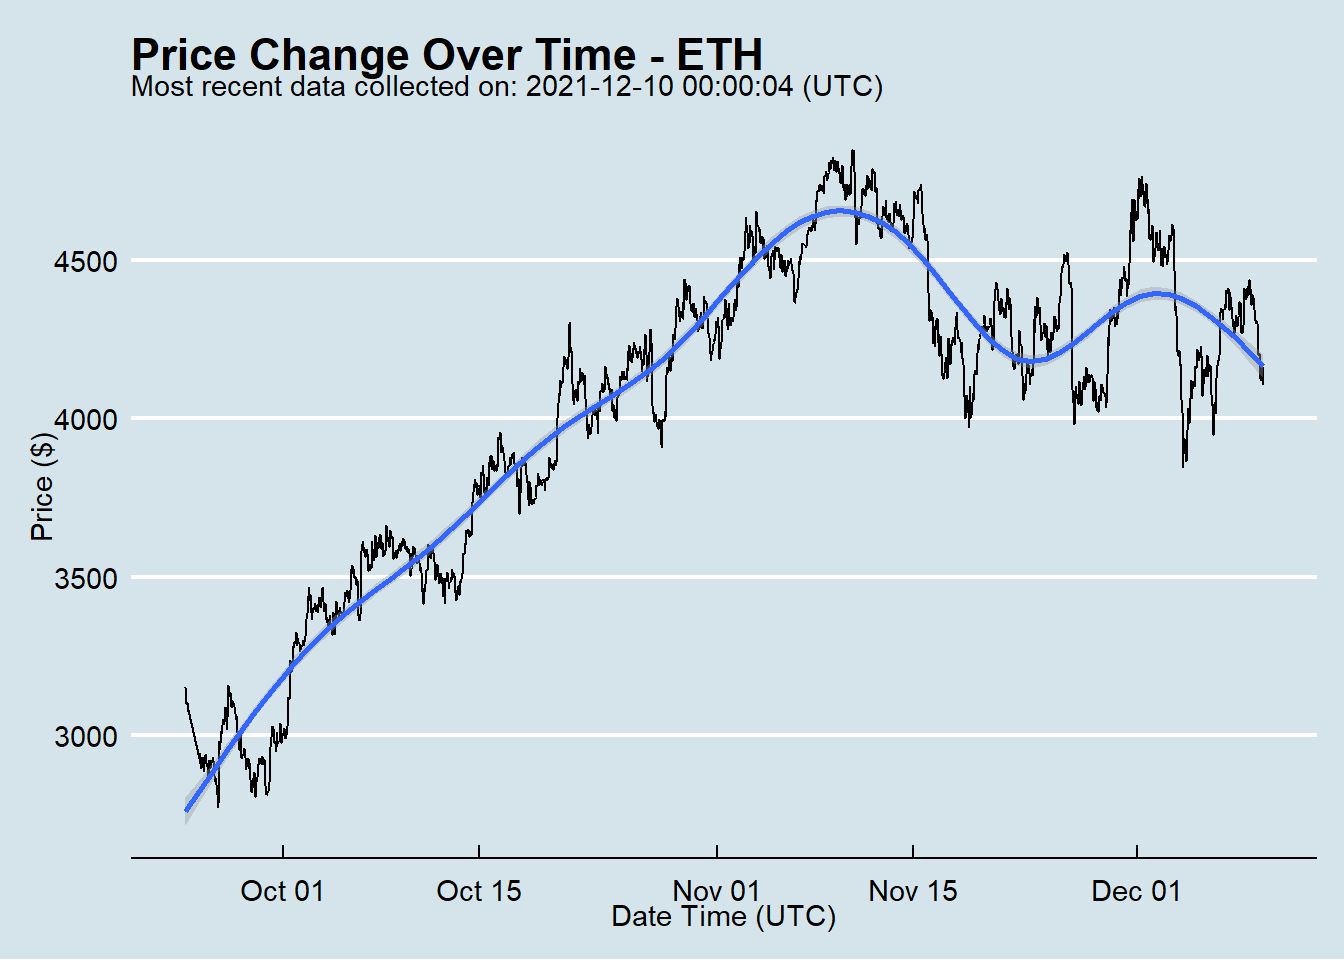 Price Change Over Time - ETH
Most recent data collected on: 2021-12-10 00:00:04 (UTC)
Price ($)
4500
4000
3500
3000
Oct 01
Oct 15
Nov 01
Nov 15
Dec 01
Date Time (UTC)